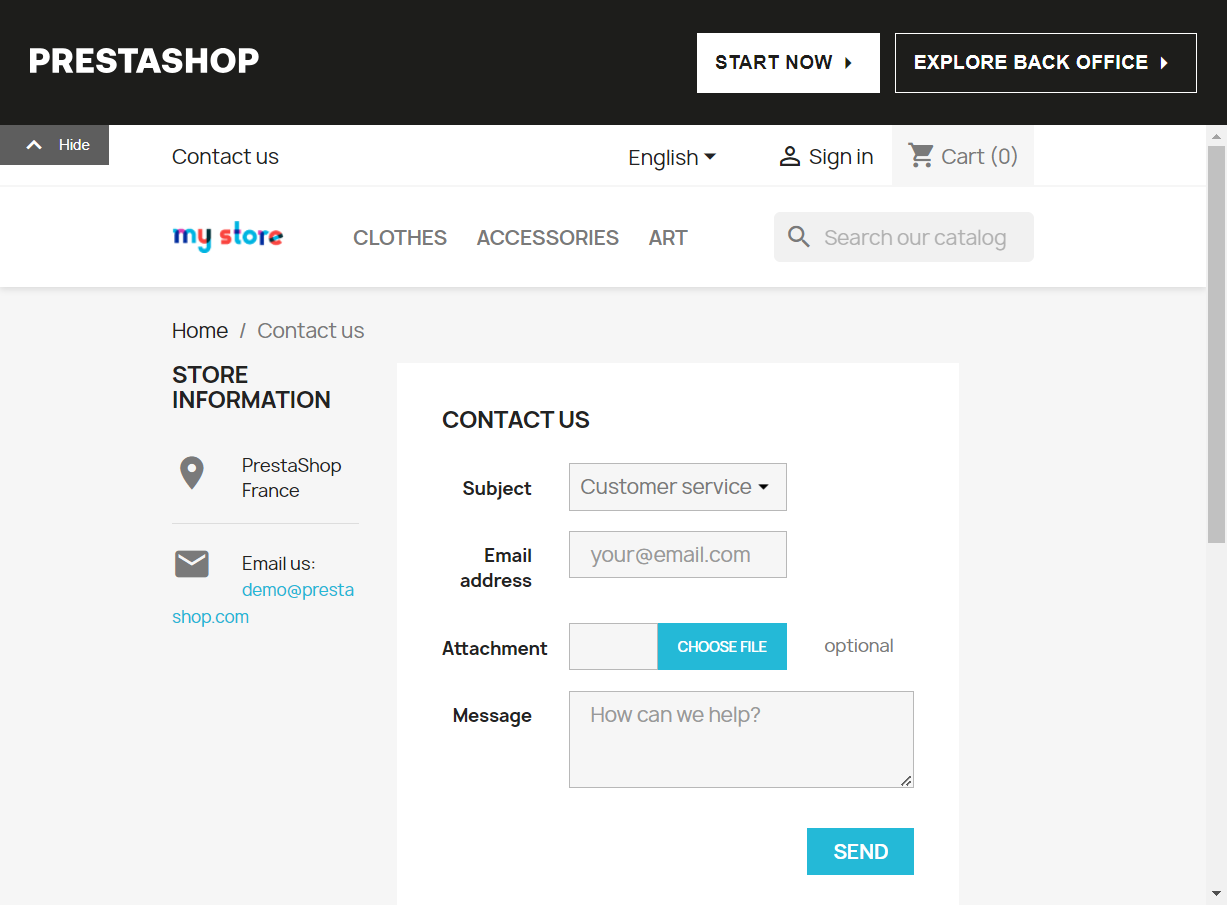 PRESTASHOP
START NOW
EXPLORE BACK OFFICE
Hide
Contact us
English
Sign in
Cart (0)
my store
CLOTHES
ACCESSORIES
ART
Search our catalog
Home / Contact us
STORE
INFORMATION
PrestaShop
France
Email us:
demo@presta
shop.com
CONTACT US
Subject
Customer service
Email
address
your@email.com
Attachment
CHOOSE FILE
optional
Message
How can we help?
SEND